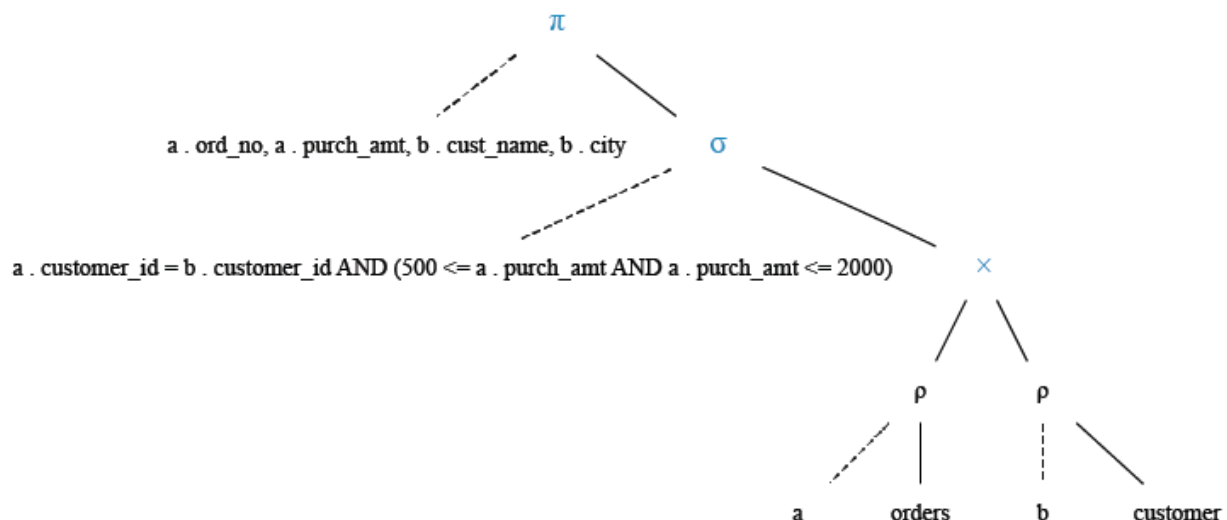 π
a . ord_no, a . purch_amt, b . cust_name, b . city
σ
a . customer_id = b . customer_id AND (500 <= a . purch_amt AND a . purch_amt <= 2000)
×
ρ ρ
a orders b customer